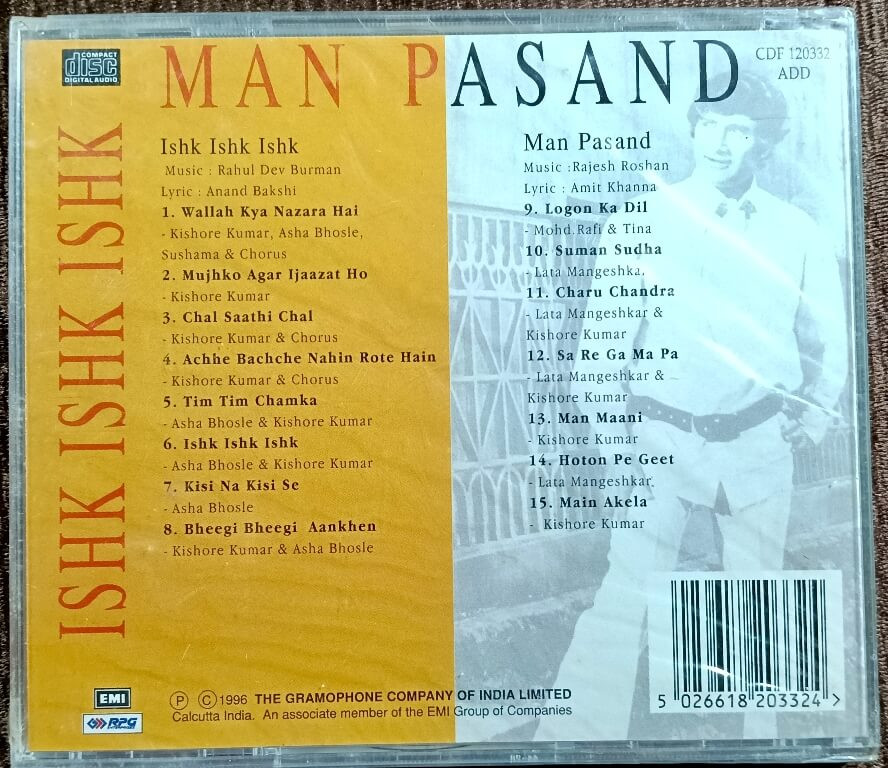 COMPACT
disc
DIGITAL AUDIO
MAN PASAND
CDF 120332
ADD
ISHK ISHK ISHK
Ishk Ishk Ishk
Music : Rahul Dev Burman
Lyric : Anand Bakshi
1. Wallah Kya Nazara Hai
- Kishore Kumar, Asha Bhosle,
Sushama & Chorus
2. Mujhko Agar Ijaazat Ho
- Kishore Kumar
3. Chal Saathi Chal
- Kishore Kumar & Chorus
4. Achhe Bachche Nahin Rote Hain
- Kishore Kumar & Chorus
5. Tim Tim Chamka
- Asha Bhosle & Kishore Kumar
6. Ishk Ishk Ishk
- Asha Bhosle & Kishore Kumar
7. Kisi Na Kisi Se
- Asha Bhosle
8. Bheegi Bheegi Aankhen
- Kishore Kumar & Asha Bhosle
Man Pasand
Music :Rajesh Roshan
Lyric : Amit Khanna
9. Logon Ka Dil
- Mohd.Rafi & Tina
10. Suman Sudha
- Lata Mangeshkar
11. Charu Chandra
- Lata Mangeshkar &
Kishore Kumar
12. Sa Re Ga Ma Pa
- Lata Mangeshkar &
Kishore Kumar
13. Man Maani
- Kishore Kumar
14. Hoton Pe Geet
- Lata Mangeshkar
15. Main Akela
- Kishore Kumar
EMI
RPG
Ⓟ ©1996 THE GRAMOPHONE COMPANY OF INDIA LIMITED
Calcutta India. An associate member of the EMI Group of Companies
5 026618 203324 >